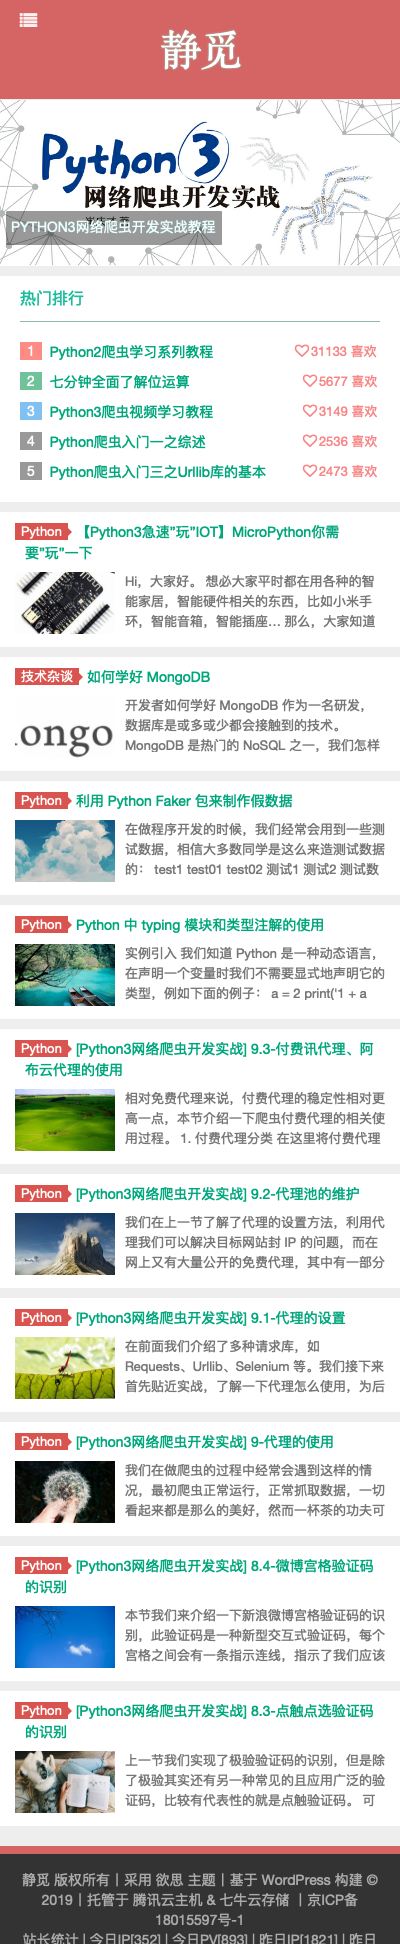 静觅
Python 3
网络爬虫开发实战
PYTHON3网络爬虫开发实战教程
热门排行
1 Python2爬虫学习系列教程 31133 喜欢
2 七分钟全面了解位运算 5677 喜欢
3 Python3爬虫视频学习教程 3149 喜欢
4 Python爬虫入门一之综述 2536 喜欢
5 Python爬虫入门三之Urllib库的基本 2473 喜欢
Python 【Python3急速”玩”IOT】MicroPython你需
要”玩”一下
Hi，大家好。 想必大家平时都在用各种的智
能家居，智能硬件相关的东西，比如小米手
环，智能音箱，智能插座… 那么，大家知道
技术杂谈 如何学好 MongoDB
ongo
开发者如何学好 MongoDB 作为一名研发，
数据库是或多或少都会接触到的技术。
MongoDB 是热门的 NoSQL 之一，我们怎样
Python 利用 Python Faker 包来制作假数据
在做程序开发的时候，我们经常会用到一些测
试数据，相信大多数同学是这么来造测试数据
的： test1 test01 test02 测试1 测试2 测试数
Python Python 中 typing 模块和类型注解的使用
实例引入 我们知道 Python 是一种动态语言，
在声明一个变量时我们不需要显式地声明它的
类型，例如下面的例子： a = 2 print('1 + a
Python [Python3网络爬虫开发实战] 9.3-付费讯代理、阿
布云代理的使用
相对免费代理来说，付费代理的稳定性相对更
高一点，本节介绍一下爬虫付费代理的相关使
用过程。 1. 付费代理分类 在这里将付费代理
Python [Python3网络爬虫开发实战] 9.2-代理池的维护
我们在上一节了解了代理的设置方法，利用代
理我们可以解决目标网站封 IP 的问题，而在
网上又有大量公开的免费代理，其中有一部分
Python [Python3网络爬虫开发实战] 9.1-代理的设置
在前面我们介绍了多种请求库，如
Requests、Urllib、Selenium 等。我们接下来
首先贴近实战，了解一下代理怎么使用，为后
Python [Python3网络爬虫开发实战] 9-代理的使用
我们在做爬虫的过程中经常会遇到这样的情
况，最初爬虫正常运行，正常抓取数据，一切
看起来都是那么的美好，然而一杯茶的功夫可
Python [Python3网络爬虫开发实战] 8.4-微博宫格验证码
的识别
本节我们来介绍一下新浪微博宫格验证码的识
别，此验证码是一种新型交互式验证码，每个
宫格之间会有一条指示连线，指示了我们应该
Python [Python3网络爬虫开发实战] 8.3-点触点选验证码
的识别
上一节我们实现了极验验证码的识别，但是除
了极验其实还有另一种常见的且应用广泛的验
证码，比较有代表性的就是点触验证码。 可
静觅 版权所有丨采用 欲思 主题丨基于 WordPress 构建 ©
2019丨托管于 腾讯云主机 & 七牛云存储 丨京ICP备
18015597号-1
站长统计 | 今日IP[352] | 今日PV[893] | 昨日IP[1821] | 昨日